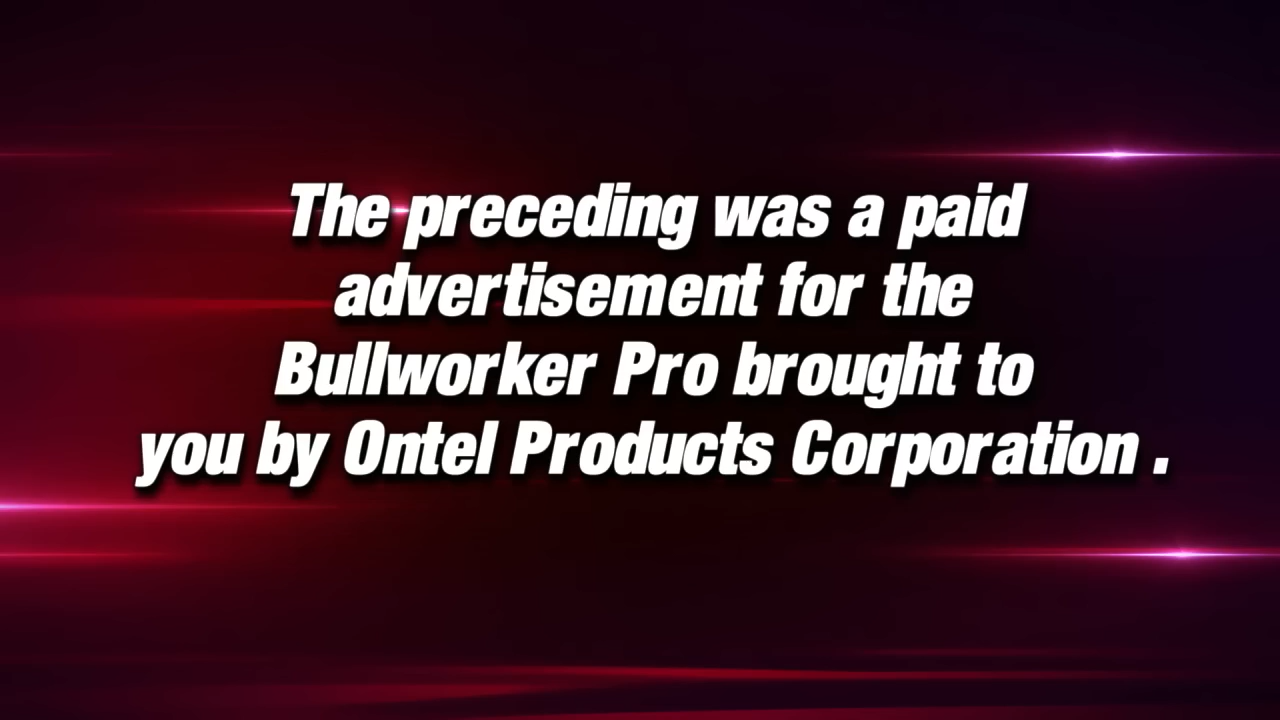 The preceding was a paid
advertisement for the
Bullworker Pro brought to
you by Ontel Products Corporation .